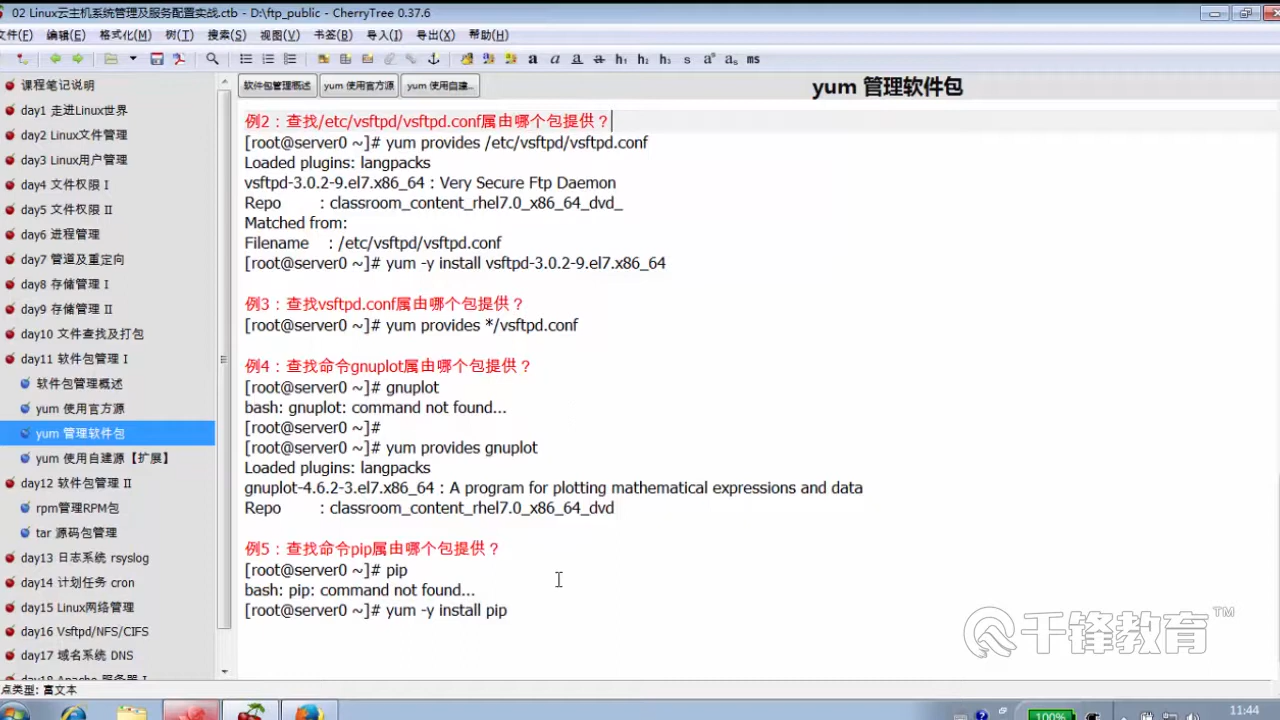 02 Linux云主机系统管理及服务配置实战.ctb - D:\ftp_public - CherryTree 0.37.6
文件(F) 编辑(E) 格式化(M) 树(T) 搜索(S) 视图(V) 书签(B) 导入(I) 导出(X) 帮助(H)
a a a a h₁ h₂ h₃ s aª aₐ ms
软件包管理概述 yum 使用官方源 yum 使用自建..
yum 管理软件包
课程笔记说明
day1 走进Linux世界
day2 Linux文件管理
day3 Linux用户管理
day4 文件权限 I
day5 文件权限 II
day6 进程管理
day7 管道及重定向
day8 存储管理 I
day9 存储管理 II
day10 文件查找及打包
day11 软件包管理 I
软件包管理概述
yum 使用官方源
yum 管理软件包
yum 使用自建源【扩展】
day12 软件包管理 II
rpm管理RPM包
tar 源码包管理
day13 日志系统 rsyslog
day14 计划任务 cron
day15 Linux网络管理
day16 Vsftpd/NFS/CIFS
day17 域名系统 DNS
day18 Apache 服务器 I
例2：查找/etc/vsftpd/vsftpd.conf属由哪个包提供？
[root@server0 ~]# yum provides /etc/vsftpd/vsftpd.conf
Loaded plugins: langpacks
vsftpd-3.0.2-9.el7.x86_64 : Very Secure Ftp Daemon
Repo : classroom_content_rhel7.0_x86_64_dvd_
Matched from:
Filename : /etc/vsftpd/vsftpd.conf
[root@server0 ~]# yum -y install vsftpd-3.0.2-9.el7.x86_64
例3：查找vsftpd.conf属由哪个包提供？
[root@server0 ~]# yum provides */vsftpd.conf
例4：查找命令gnuplot属由哪个包提供？
[root@server0 ~]# gnuplot
bash: gnuplot: command not found...
[root@server0 ~]#
[root@server0 ~]# yum provides gnuplot
Loaded plugins: langpacks
gnuplot-4.6.2-3.el7.x86_64 : A program for plotting mathematical expressions and data
Repo : classroom_content_rhel7.0_x86_64_dvd
例5：查找命令pip属由哪个包提供？
[root@server0 ~]# pip
bash: pip: command not found...
[root@server0 ~]# yum -y install pip
千锋教育™
点类型: 富文本
100%
11:44